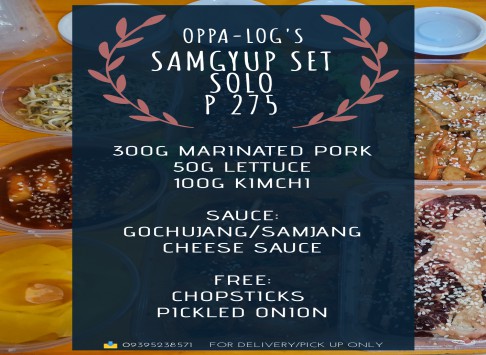 OPPA-LOG'S
SAMGYUP SET
SOLO
P 275
300G MARINATED PORK
50G LETTUCE
100G KIMCHI
SAUCE:
GOCHUJANG/SAMJANG
CHEESE SAUCE
FREE:
CHOPSTICKS
PICKLED ONION
09395238571 FOR DELIVERY/PICK UP ONLY